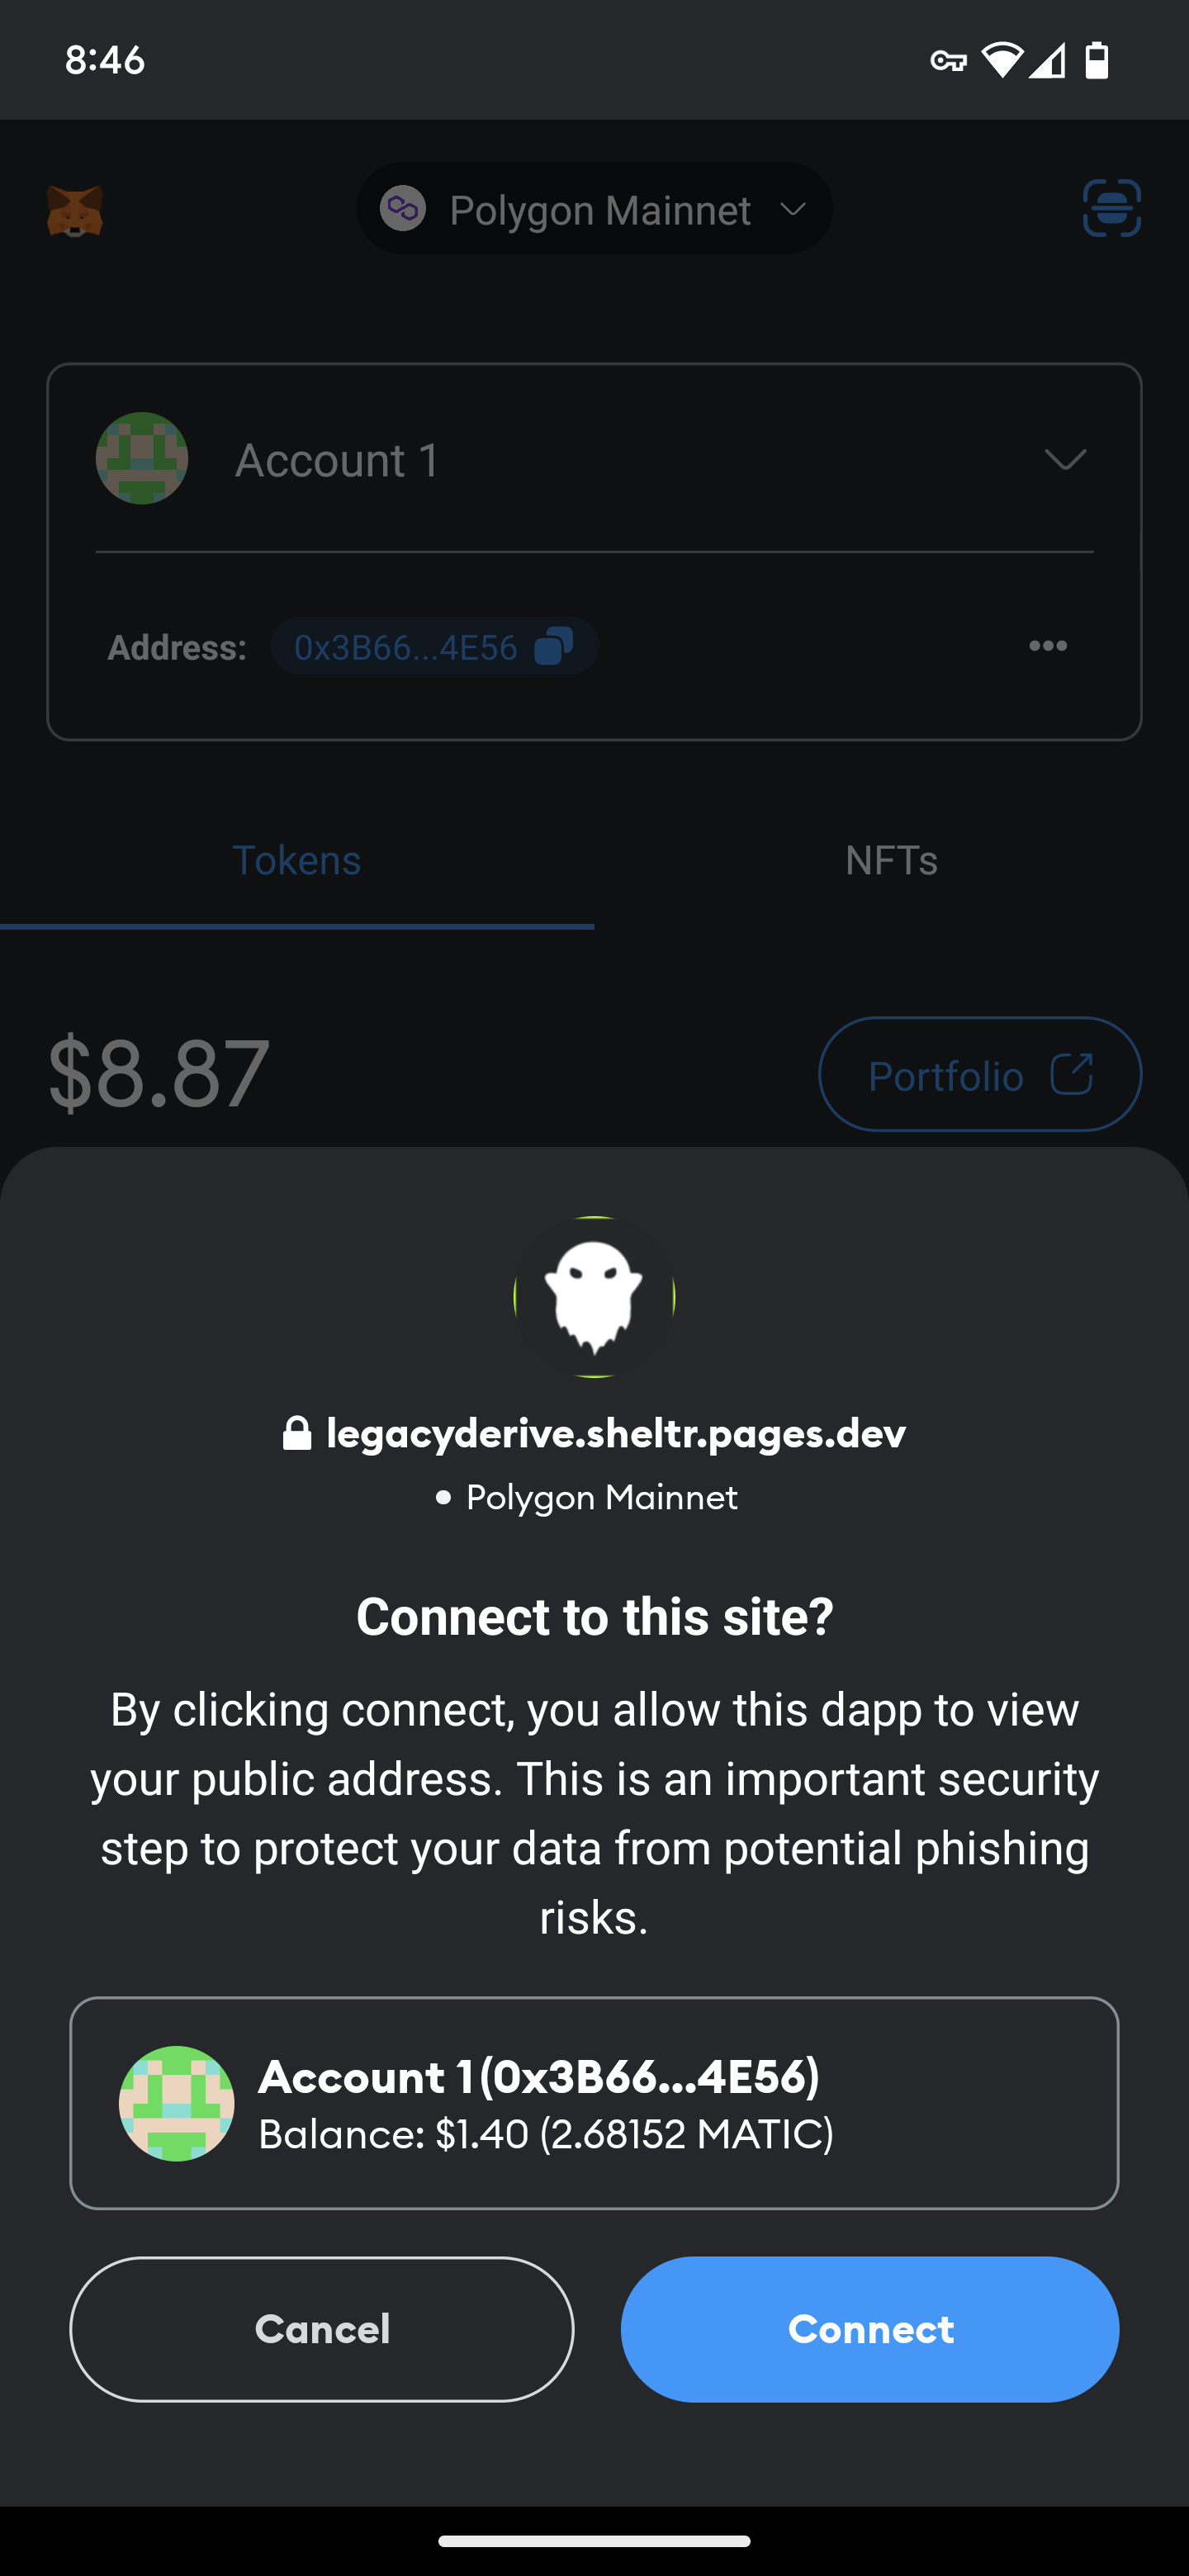 8:46
Polygon Mainnet
Account 1
Address: 0x3B66...4E56
Tokens
NFTs
$8.87
Portfolio
legacyderive.sheltr.pages.dev
Polygon Mainnet
Connect to this site?
By clicking connect, you allow this dapp to view
your public address. This is an important security
step to protect your data from potential phishing
risks.
Account 1 (0x3B66...4E56)
Balance: $1.40 (2.68152 MATIC)
Cancel
Connect